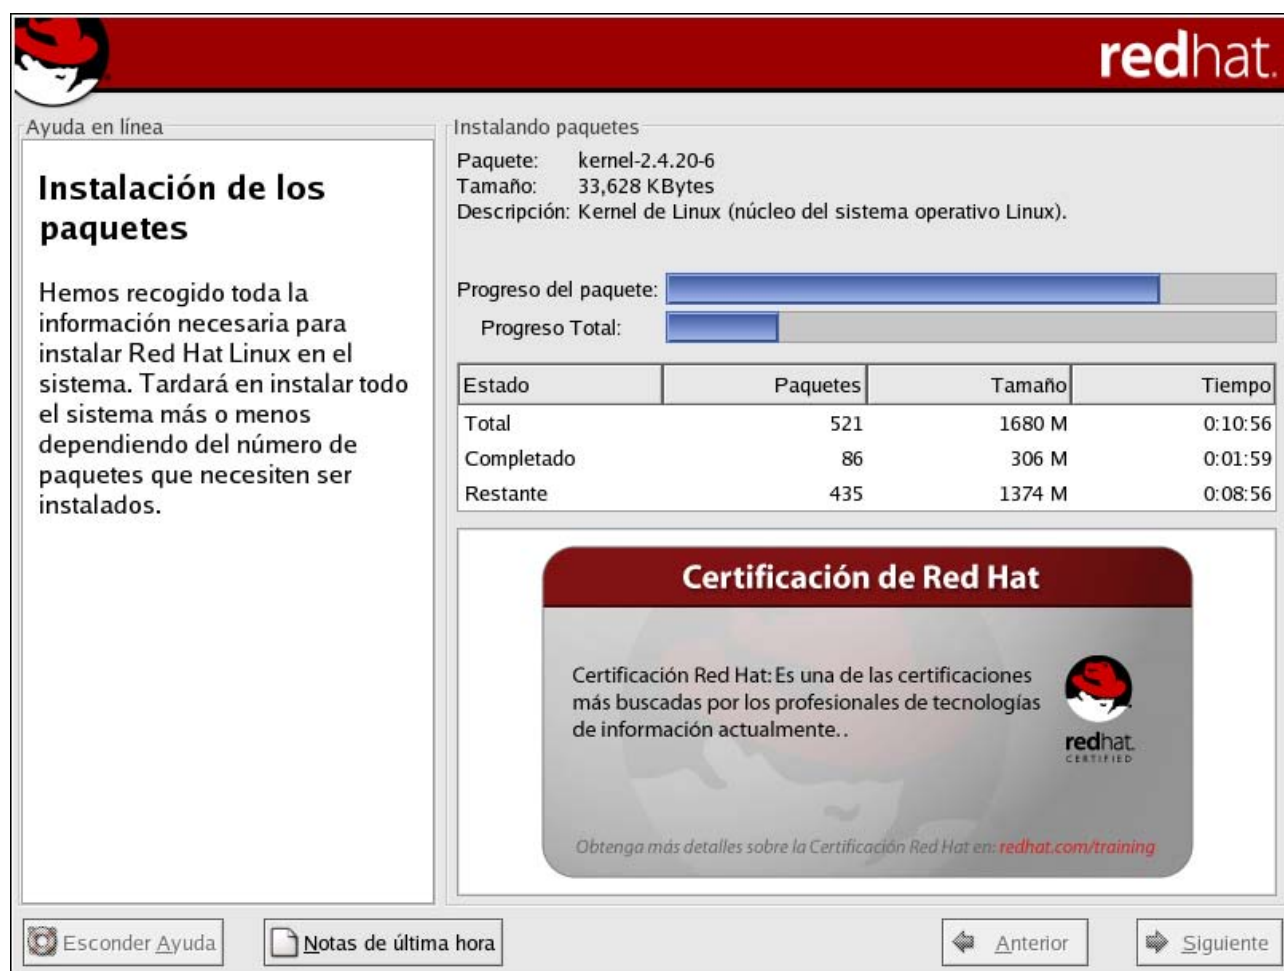 redhat.
Ayuda en línea
Instalación de los
paquetes
Hemos recogido toda la
información necesaria para
instalar Red Hat Linux en el
sistema. Tardará en instalar todo
el sistema más o menos
dependiendo del número de
paquetes que necesiten ser
instalados.
Instalando paquetes
Paquete: kernel-2.4.20-6
Tamaño: 33,628 KBytes
Descripción: Kernel de Linux (núcleo del sistema operativo Linux).
Progreso del paquete:
Progreso Total:
Estado Paquetes Tamaño Tiempo
Total 521 1680 M 0:10:56
Completado 86 306 M 0:01:59
Restante 435 1374 M 0:08:56
Certificación de Red Hat
Certificación Red Hat: Es una de las certificaciones
más buscadas por los profesionales de tecnologías
de información actualmente..
redhat.
CERTIFIED
Obtenga más detalles sobre la Certificación Red Hat en: redhat.com/training
Esconder Ayuda Notas de última hora Anterior Siguiente